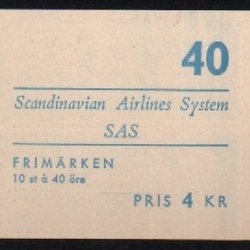 40
Scandinavian Airlines System
SAS
FRIMÄRKEN
10 st à 40 öre
PRIS 4 KR